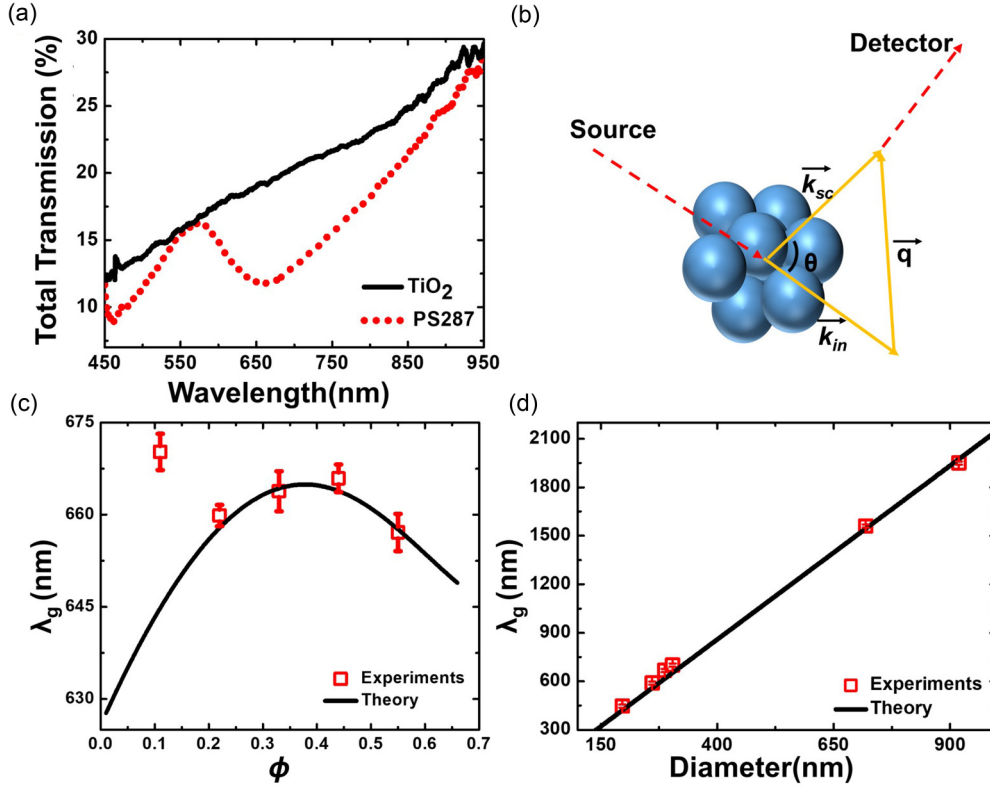 (a)
30
25
20
15
10
Total Transmission (%)
TiO2
PS287
450 550 650 750 850 950
Wavelength(nm)
(b)
Detector
Source
ksc
θ
q
kin
(c)
675
660
645
630
λg (nm)
Experiments
Theory
0.0 0.1 0.2 0.3 0.4 0.5 0.6 0.7
ϕ
(d)
2100
1800
1500
1200
900
600
300
λg (nm)
Experiments
Theory
150 400 650 900
Diameter(nm)